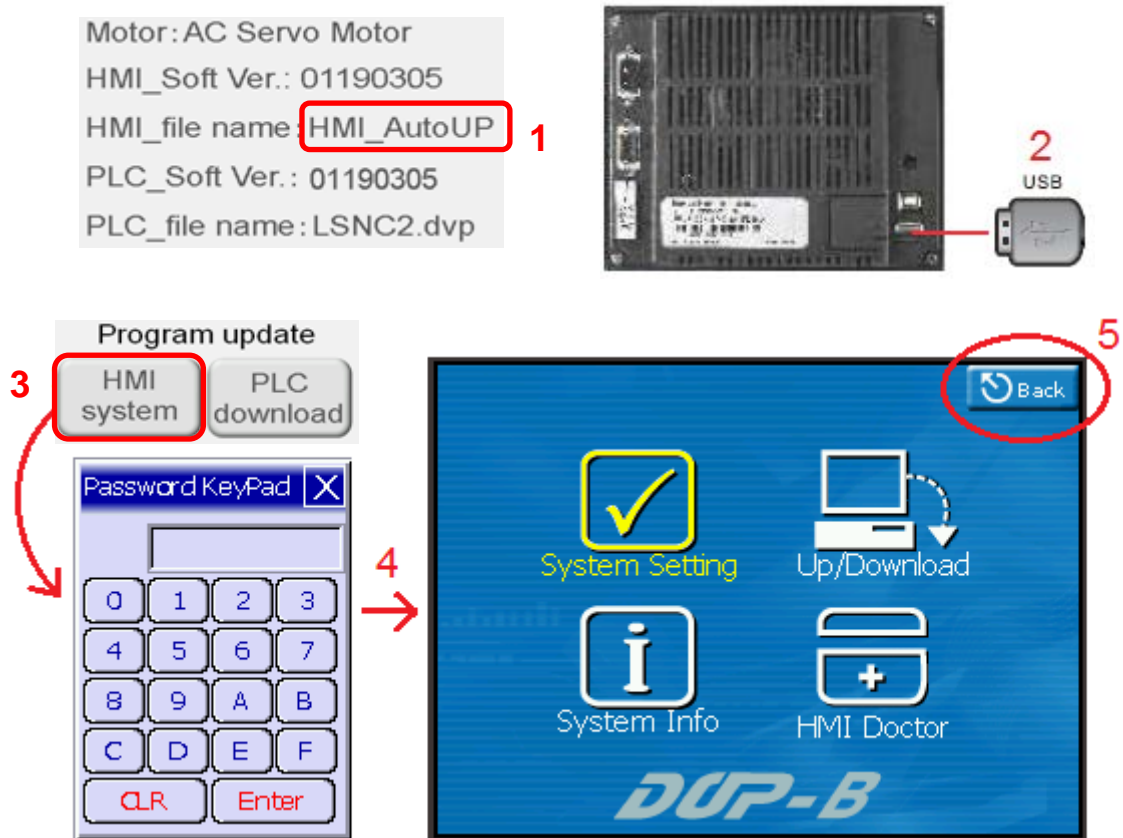 Motor:AC Servo Motor
HMI_Soft Ver.: 01190305
HMI_file name:HMI_AutoUP
1
PLC_Soft Ver.: 01190305
PLC_file name:LSNC2.dvp
2
USB
Program update
3
HMI system
PLC download
Password KeyPad X
0 1 2 3
4 5 6 7
8 9 A B
C D E F
CLR Enter
4
5
Back
System Setting
Up/Download
System Info
HMI Doctor
DOP-B